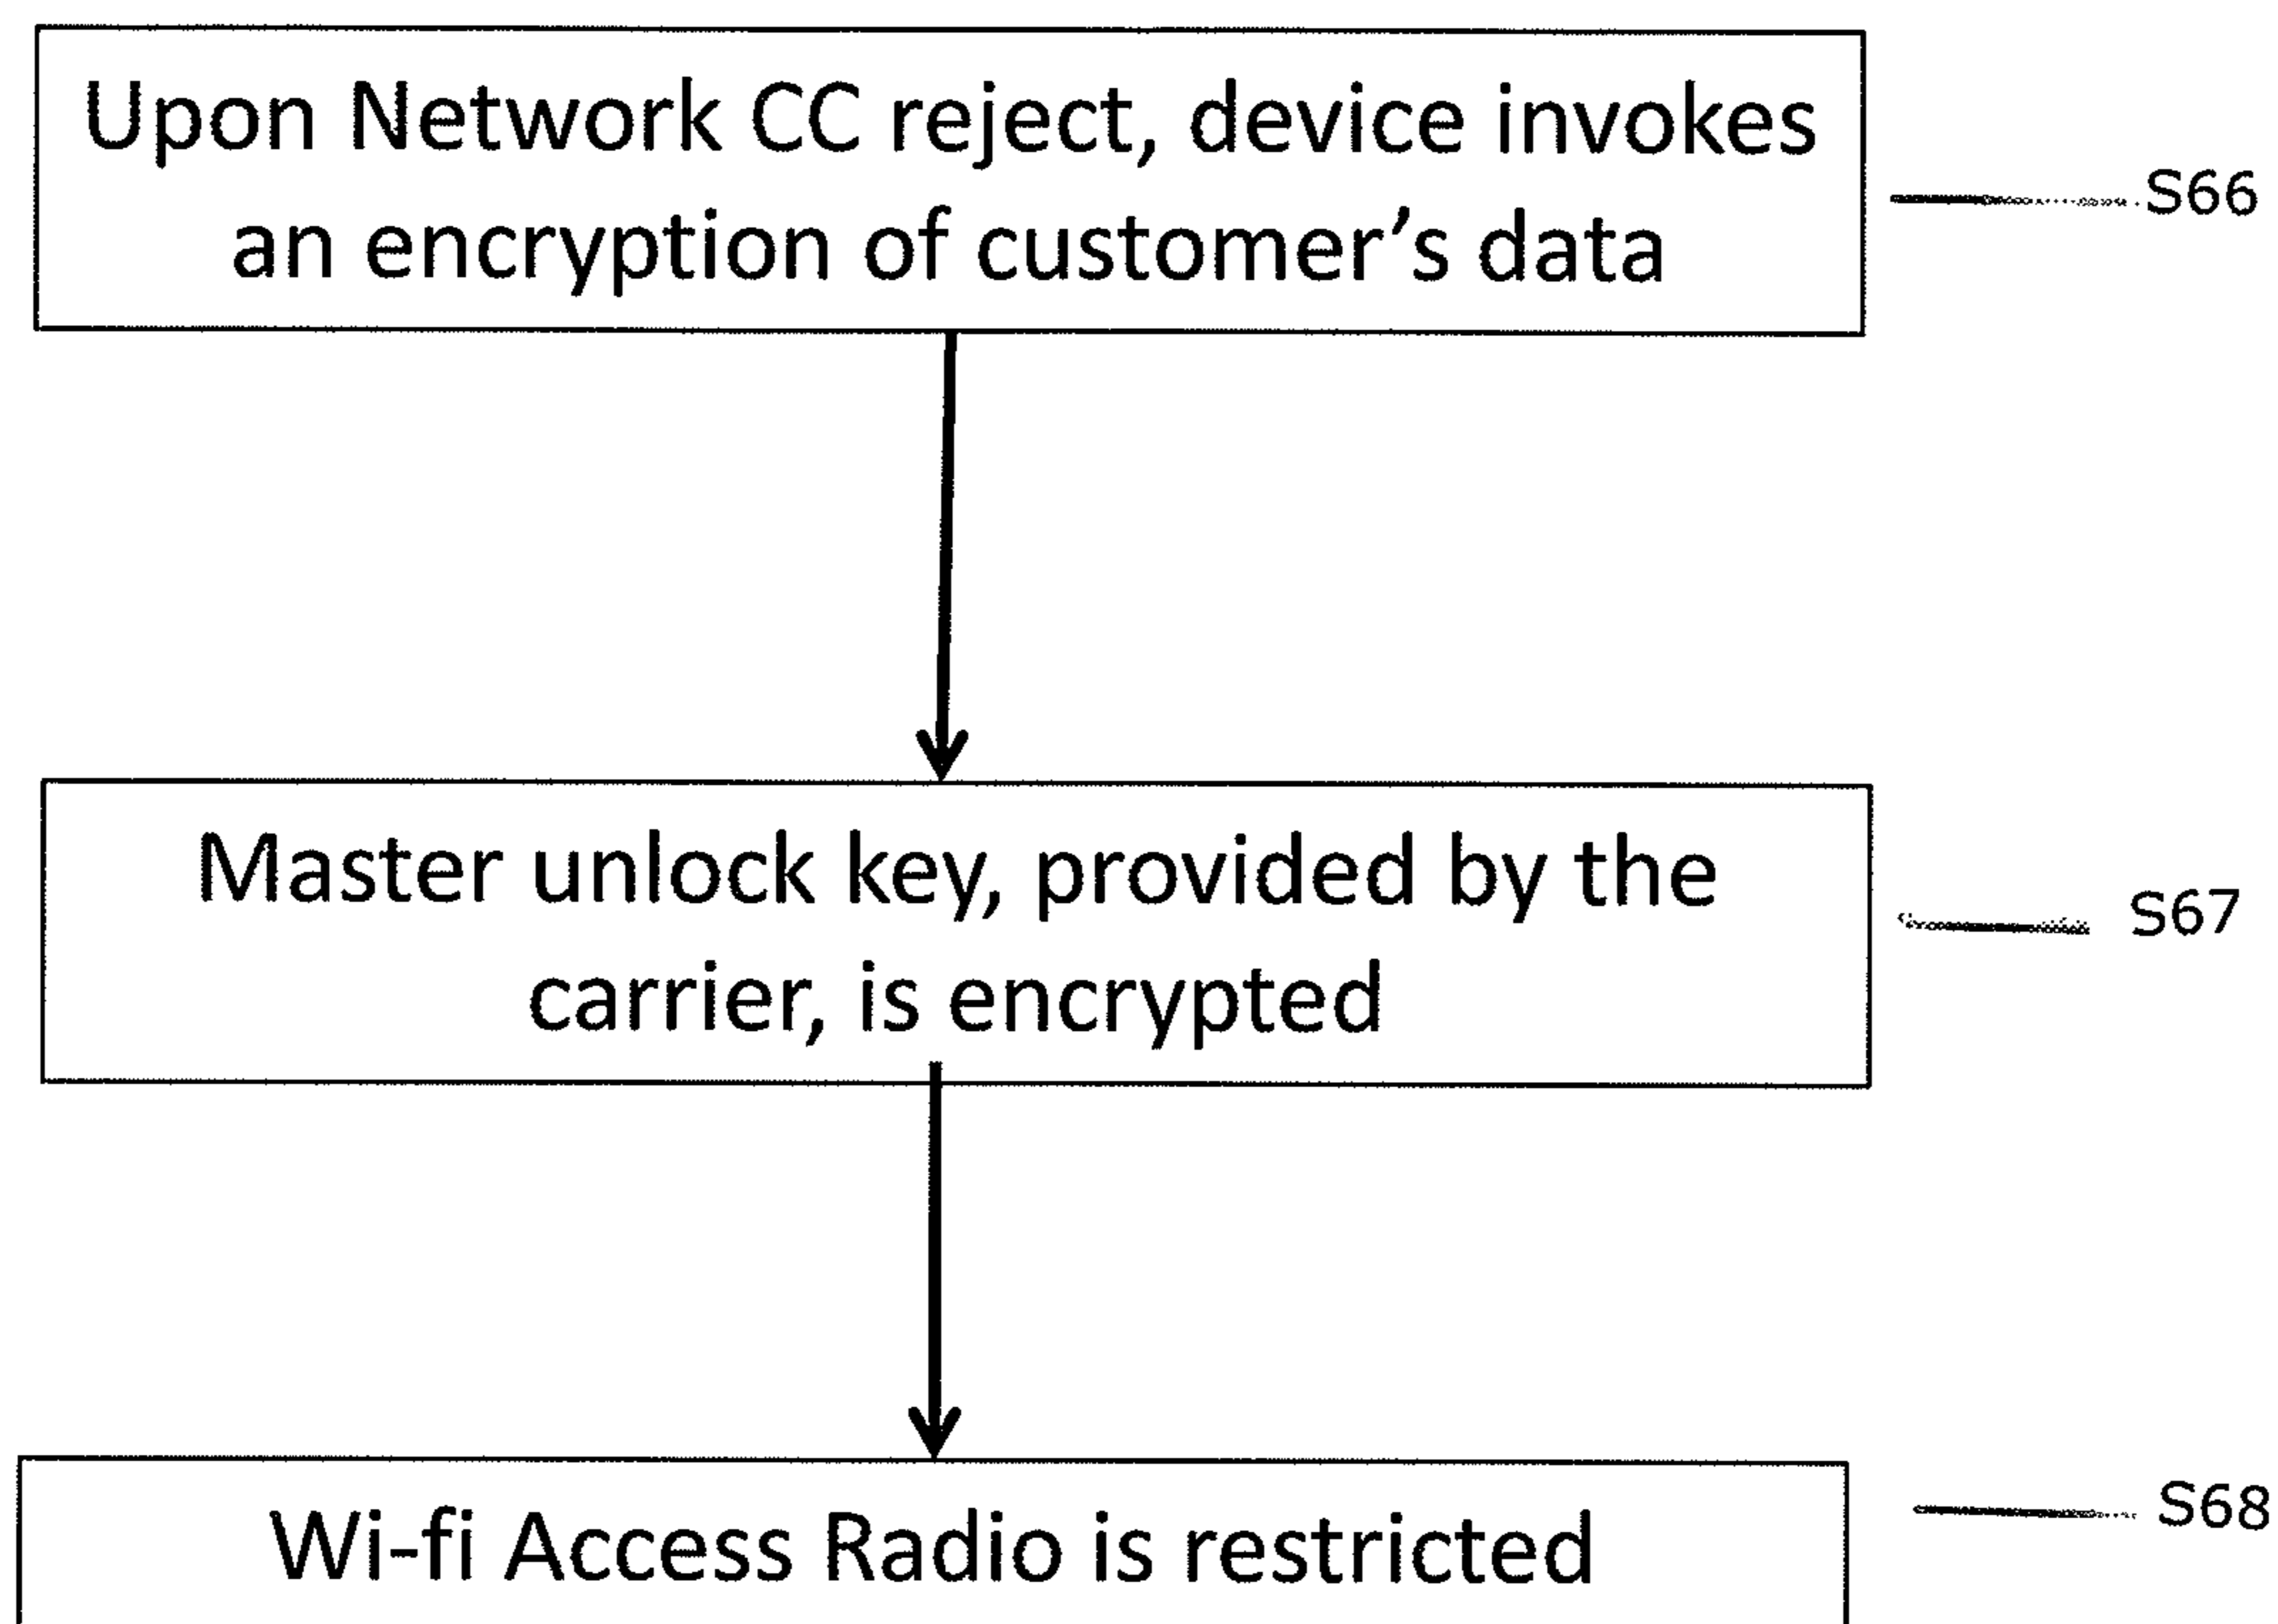 Upon Network CC reject, device invokes
an encryption of customer's data
S66
Master unlock key, provided by the
carrier, is encrypted
S67
Wi-fi Access Radio is restricted
S68